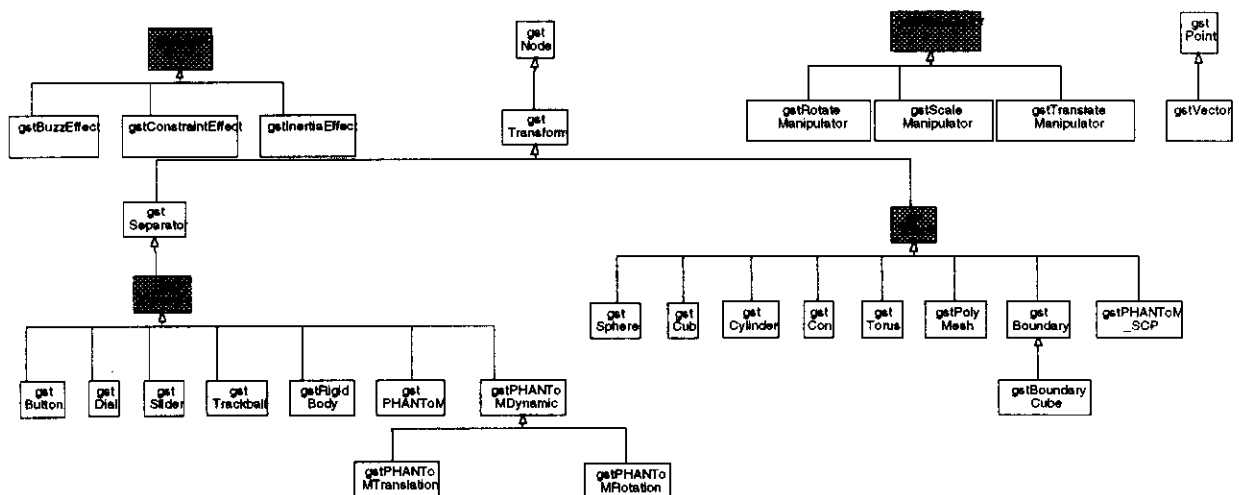 gst
Node
gst
Point
gstBuzzEffect
gstConstraintEffect
gstInertiaEffect
gst
Transform
gstRotate
Manipulator
gstScale
Manipulator
gstTranslate
Manipulator
gstVector
gst
Separator
gst
Sphere
gst
Cub
gst
Cylinder
gst
Con
gst
Torus
gstPoly
Mesh
gst
Boundary
gstPHANToM
_SCP
gst
Button
gst
Dial
gst
Slider
gst
Trackball
gstRigid
Body
gst
PHANToM
gstPHANTo
MDynamic
gstBoundary
Cube
gstPHANTo
MTranslation
gstPHANTo
MRotation